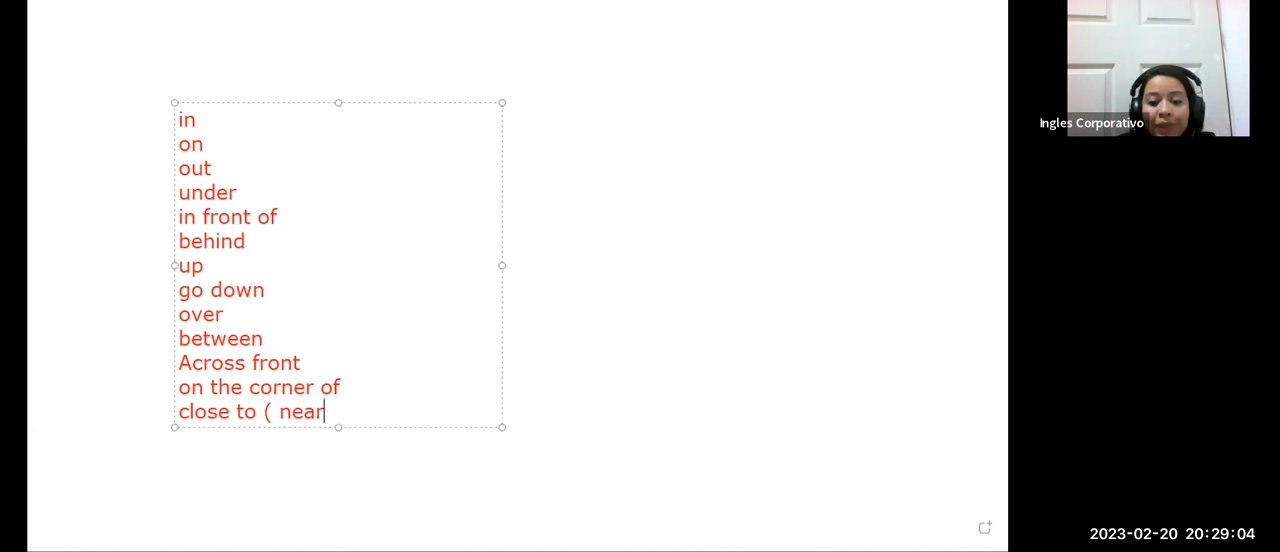 in
on
out
under
in front of
behind
up
go down
over
between
Across front
on the corner of
close to ( near
Ingles Corporativo
2023-02-20 20:29:04